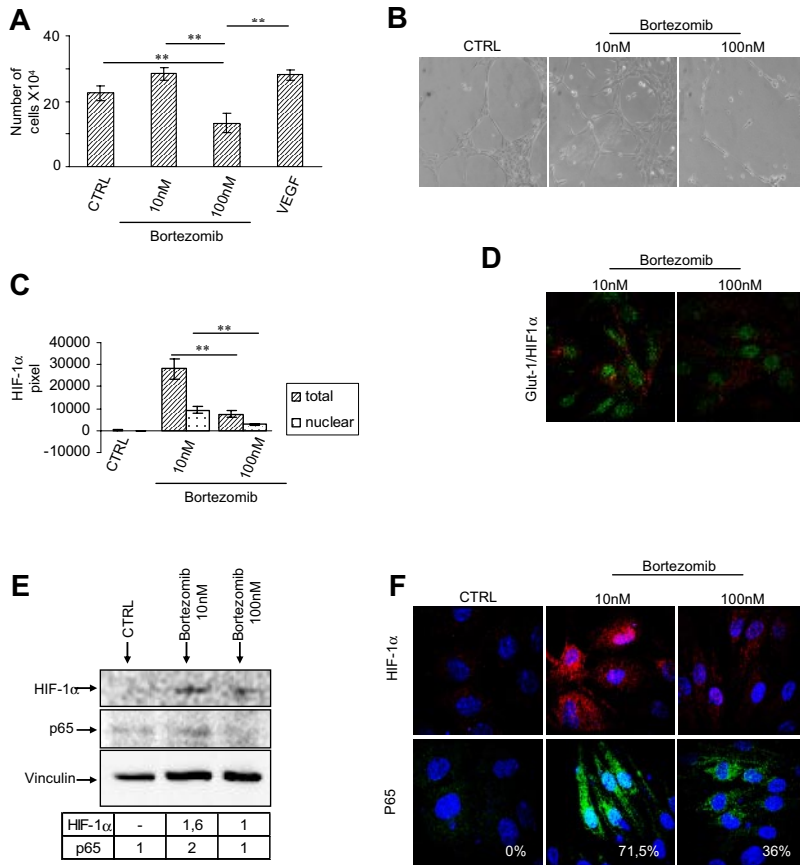 A
40
20
0
Number of
cells X10⁴
**
**
**
CTRL
10nM
100nM
VEGF
Bortezomib
B
Bortezomib
CTRL
10nM
100nM
C
40000
30000
20000
10000
0
-10000
HIF-1α
pixel
**
**
total
nuclear
CTRL
10nM
100nM
Bortezomib
D
Bortezomib
10nM
100nM
Glut-1/HIF1α
E
CTRL
Bortezomib
10nM
Bortezomib
100nM
HIF-1α
p65
Vinculin
HIF-1α - 1,6 1
p65 1 2 1
F
Bortezomib
CTRL
10nM
100nM
HIF-1α
P65
0%
71,5%
36%